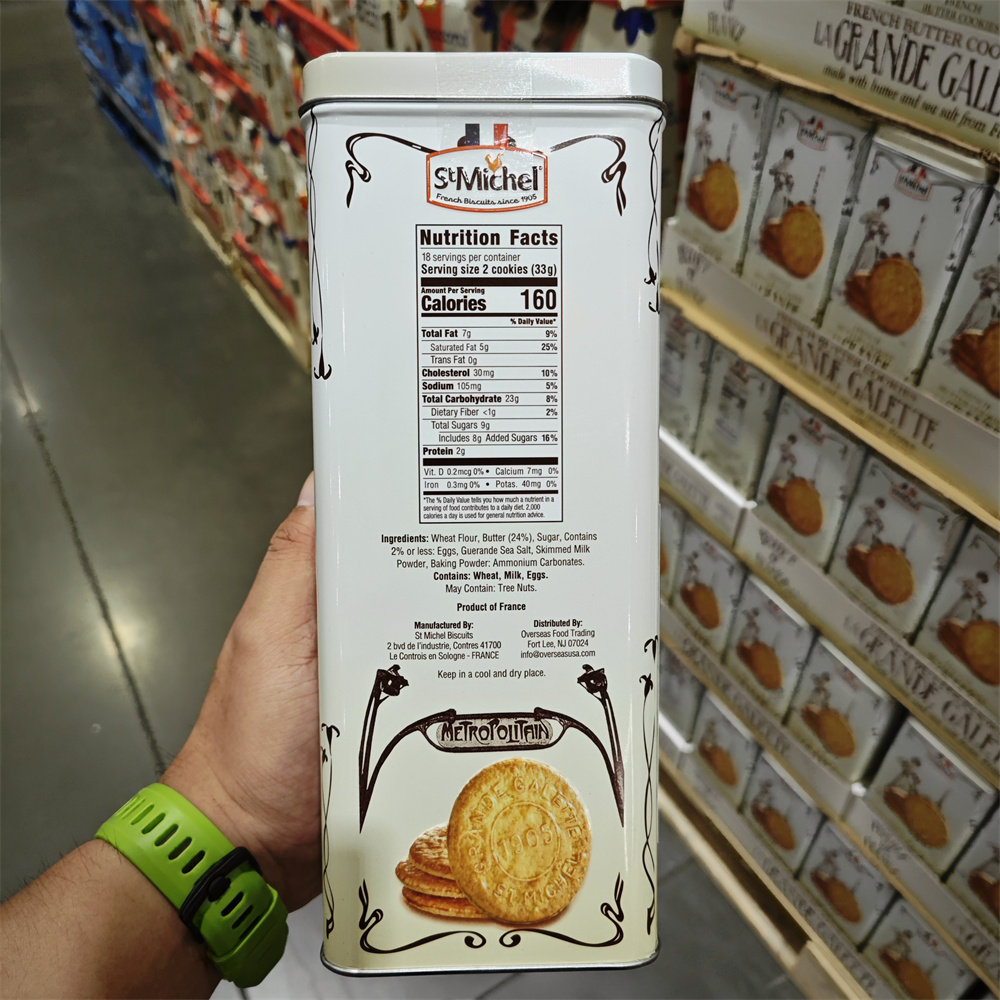 St Michel
French Biscuits since 1905
Nutrition Facts
18 servings per container
Serving size 2 cookies (33g)
Amount Per Serving
Calories 160
% Daily Value*
Total Fat 7g 9%
Saturated Fat 5g 25%
Trans Fat 0g
Cholesterol 30mg 10%
Sodium 105mg 5%
Total Carbohydrate 23g 8%
Dietary Fiber <1g 2%
Total Sugars 9g
Includes 8g Added Sugars 16%
Protein 2g
Vit. D 0.2mcg 0% • Calcium 7mg 0%
Iron 0.3mg 0% • Potas. 40mg 0%
*The % Daily Value tells you how much a nutrient in a
serving of food contributes to a daily diet. 2,000
calories a day is used for general nutrition advice.
Ingredients: Wheat Flour, Butter (24%), Sugar, Contains
2% or less: Eggs, Guerande Sea Salt, Skimmed Milk
Powder, Baking Powder: Ammonium Carbonates.
Contains: Wheat, Milk, Eggs.
May Contain: Tree Nuts.
Product of France
Manufactured By:
St Michel Biscuits
2 bvd de l'industrie, Contres 41700
Le Controis en Sologne - FRANCE
Distributed By:
Overseas Food Trading
Fort Lee, NJ 07024
info@overseasusa.com
Keep in a cool and dry place.
METROPOLITAIN
GRANDE GALETTE
1905
ST MICHEL
FRENCH BUTTER
LA GRANDE
made with butter and sea salt from
LA GRANDE GALETTE